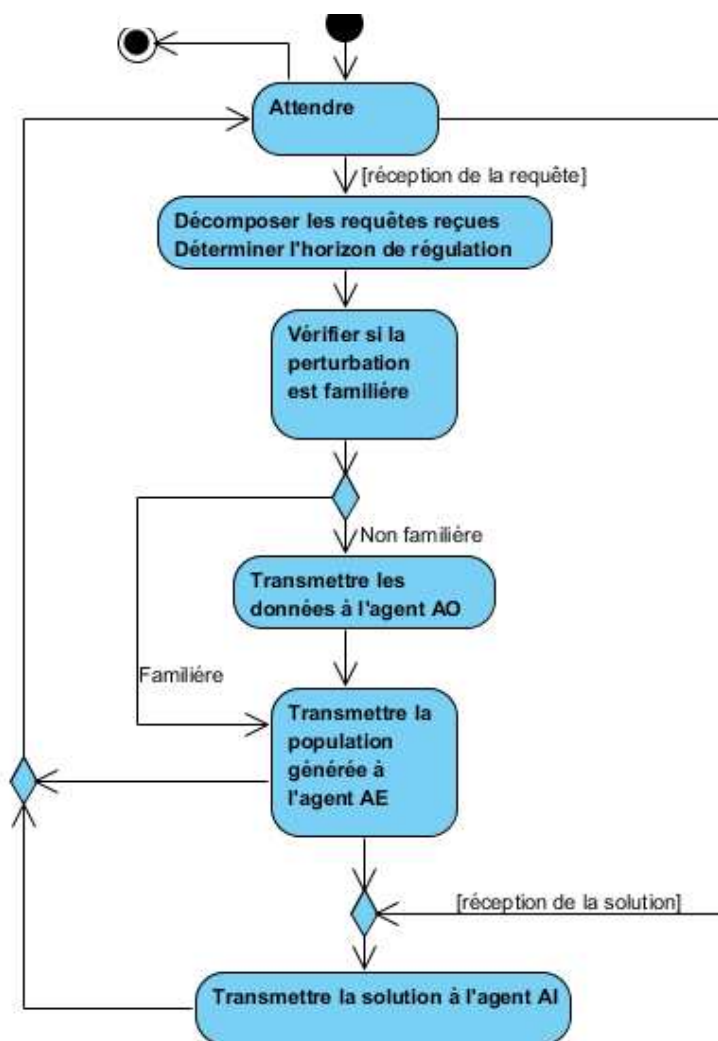 Attendre
[réception de la requête]
Décomposer les requêtes reçues
Déterminer l'horizon de régulation
Vérifier si la
perturbation
est familiére
Non familiére
Transmettre les
données à l'agent AO
Familiére
Transmettre la
population
générée à
l'agent AE
[réception de la solution]
Transmettre la solution à l'agent AI